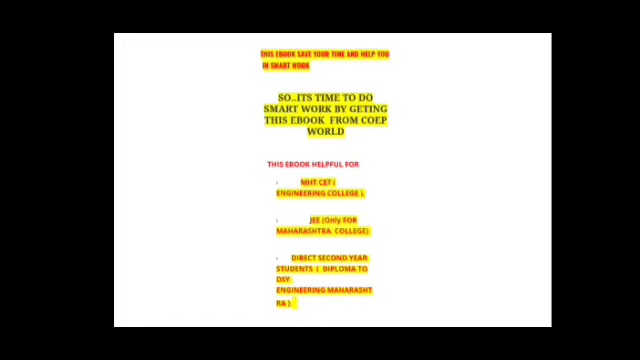 THIS EBOOK SAVE YOUR TIME AND HELP YOU
IN SMART WORK
SO..ITS TIME TO DO
SMART WORK BY GETING
THIS EBOOK FROM COEP
WORLD
THIS EBOOK HELPFUL FOR
MHT CET (
ENGINEERING COLLEGE ),
JEE (Only FOR
MAHARASHTRA COLLEGE)
DIRECT SECOND YEAR
STUDENTS ( DIPLOMA TO
DSY
ENGINEERING MAHARASHT
RA )